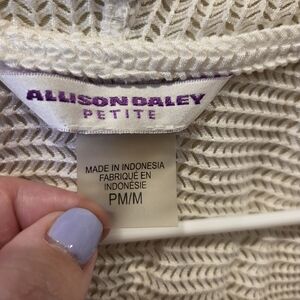 ALLISON DALEY
PETITE
MADE IN INDONESIA
FABRIQUÉ EN
INDONÉSIE
PM/M